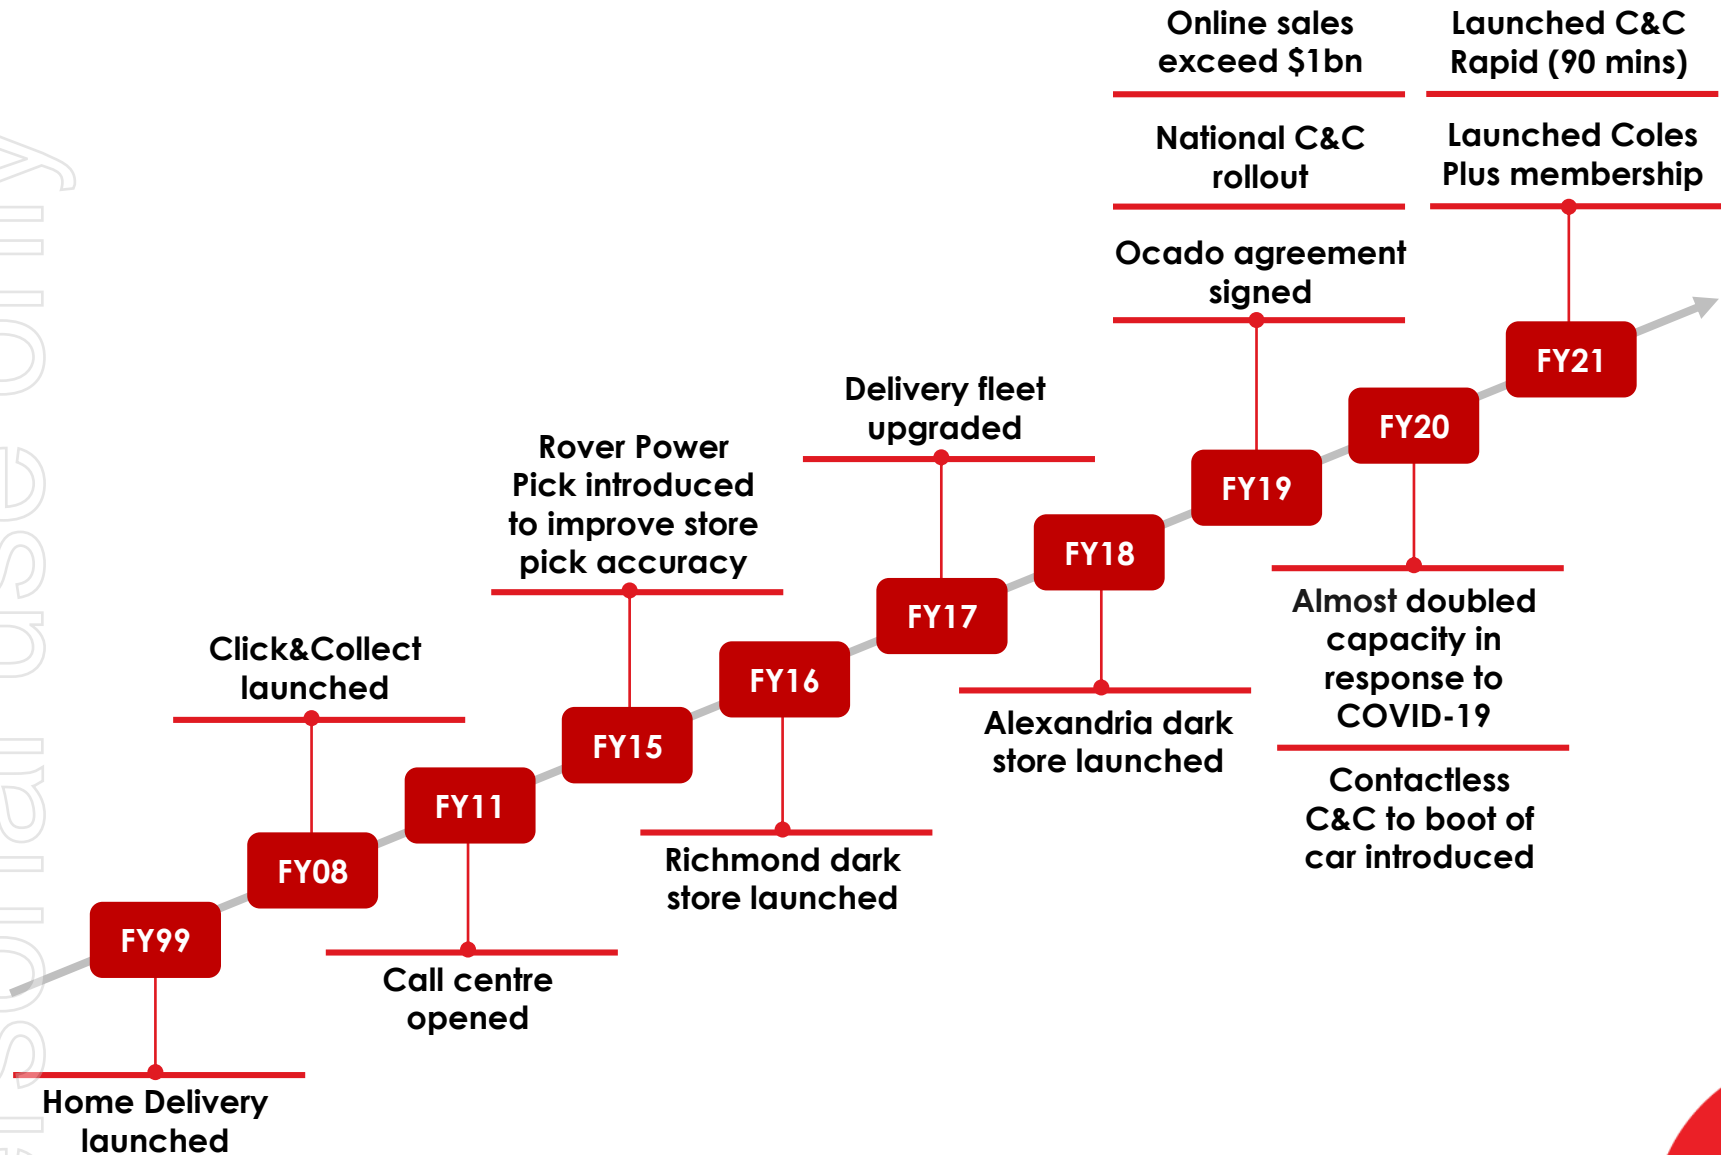 Online sales
exceed $1bn
National C&C
rollout
Ocado agreement
signed
Launched C&C
Rapid (90 mins)
Launched Coles
Plus membership
Delivery fleet
upgraded
Rover Power
Pick introduced
to improve store
pick accuracy
Click&Collect
launched
FY99
FY08
FY11
FY15
FY16
FY17
FY18
FY19
FY20
FY21
Home Delivery
launched
Call centre
opened
Richmond dark
store launched
Alexandria dark
store launched
Almost doubled
capacity in
response to
COVID-19
Contactless
C&C to boot of
car introduced
ersonal use only